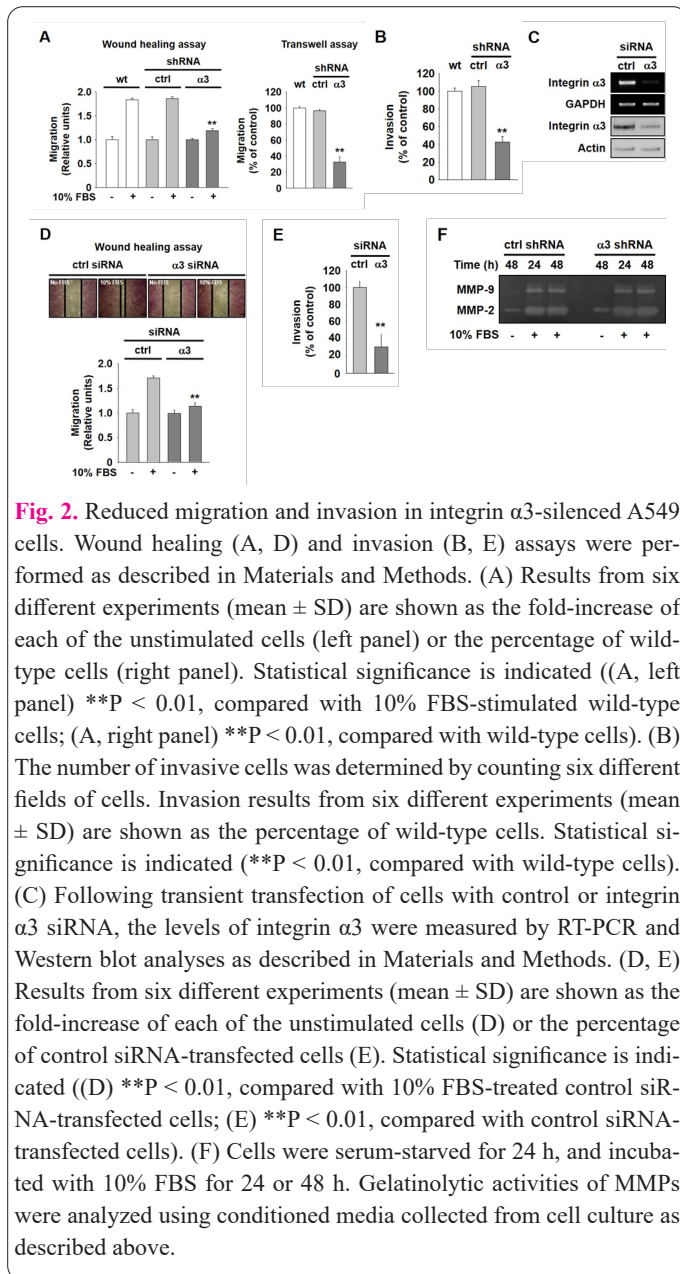 A
Wound healing assay
shRNA
wt ctrl α3
Migration
(Relative units)
2.0
1.5
1.0
0.5
0
**
10% FBS - + - + - +
Transwell assay
shRNA
wt ctrl α3
Migration
(% of control)
120
100
80
60
40
20
0
**
B
shRNA
wt ctrl α3
Invasion
(% of control)
120
100
80
60
40
20
0
**
C
siRNA
ctrl α3
Integrin α3
GAPDH
Integrin α3
Actin
D
Wound healing assay
ctrl siRNA α3 siRNA
No FBS 10% FBS No FBS 10% FBS
siRNA
ctrl α3
Migration
(Relative units)
2.0
1.5
1.0
0.5
0
**
10% FBS - + - +
E
siRNA
ctrl α3
Invasion
(% of control)
120
100
80
60
40
20
0
**
F
ctrl shRNA α3 shRNA
Time (h) 48 24 48 48 24 48
MMP-9
MMP-2
10% FBS - + + - + +
Fig. 2. Reduced migration and invasion in integrin α3-silenced A549
cells. Wound healing (A, D) and invasion (B, E) assays were per-
formed as described in Materials and Methods. (A) Results from six
different experiments (mean ± SD) are shown as the fold-increase of
each of the unstimulated cells (left panel) or the percentage of wild-
type cells (right panel). Statistical significance is indicated ((A, left
panel) **P < 0.01, compared with 10% FBS-stimulated wild-type
cells; (A, right panel) **P < 0.01, compared with wild-type cells). (B)
The number of invasive cells was determined by counting six different
fields of cells. Invasion results from six different experiments (mean
± SD) are shown as the percentage of wild-type cells. Statistical si-
gnificance is indicated (**P < 0.01, compared with wild-type cells).
(C) Following transient transfection of cells with control or integrin
α3 siRNA, the levels of integrin α3 were measured by RT-PCR and
Western blot analyses as described in Materials and Methods. (D, E)
Results from six different experiments (mean ± SD) are shown as the
fold-increase of each of the unstimulated cells (D) or the percentage
of control siRNA-transfected cells (E). Statistical significance is indi-
cated ((D) **P < 0.01, compared with 10% FBS-treated control siR-
NA-transfected cells; (E) **P < 0.01, compared with control siRNA-
transfected cells). (F) Cells were serum-starved for 24 h, and incuba-
ted with 10% FBS for 24 or 48 h. Gelatinolytic activities of MMPs
were analyzed using conditioned media collected from cell culture as
described above.